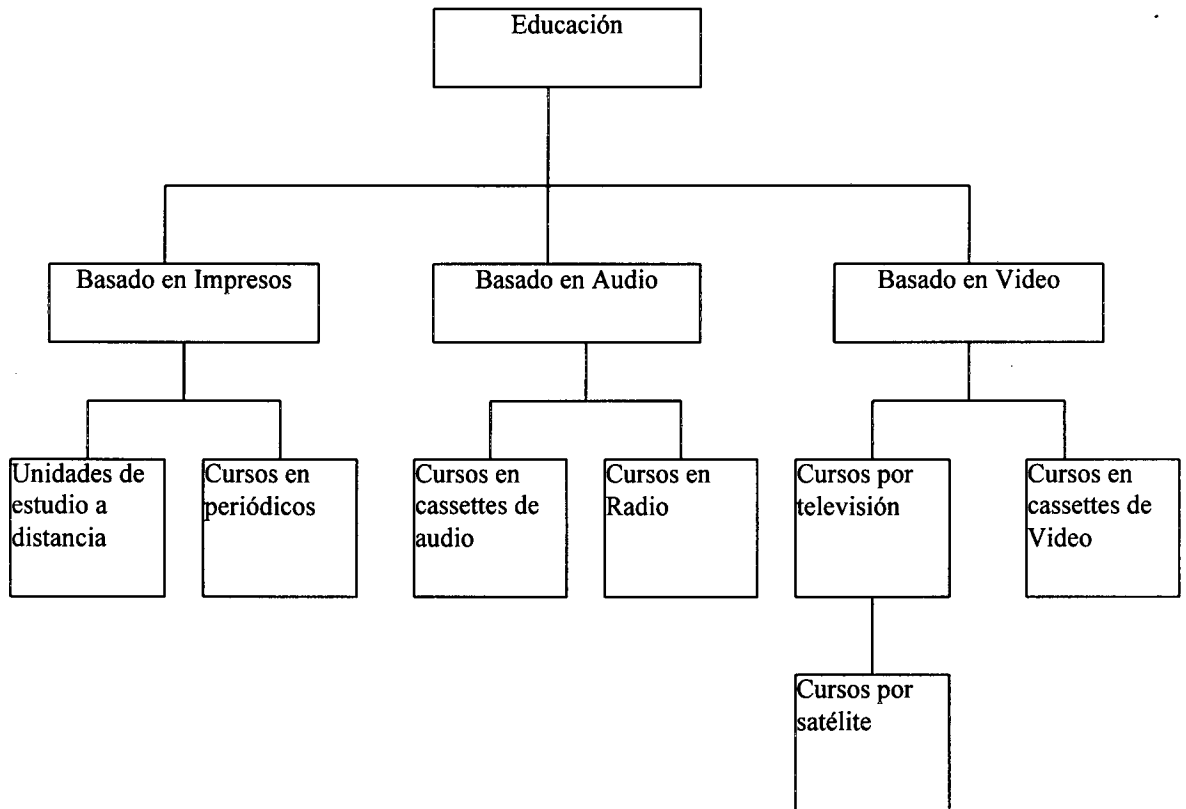 Educación
Basado en Impresos
Basado en Audio
Basado en Video
Unidades de
estudio a
distancia
Cursos en
periódicos
Cursos en
cassettes de
audio
Cursos en
Radio
Cursos por
televisión
Cursos en
cassettes de
Video
Cursos por
satélite